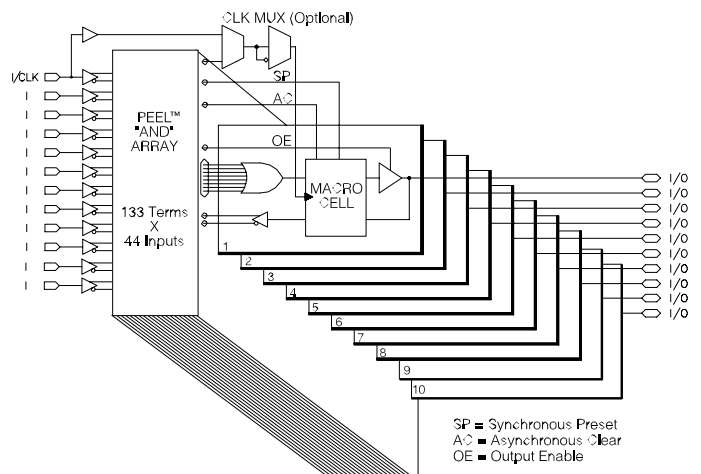 CLK MUX (Optional)
I/CLK
I
I
I
I
I
I
I
I
I
I
I
PEEL™
"AND"
ARRAY
133 Terms
X
44 Inputs
SP
AC
OE
MACRO
CELL
1
2
3
4
5
6
7
8
9
10
I/O
I/O
I/O
I/O
I/O
I/O
I/O
I/O
I/O
I/O
SP = Synchronous Preset
AC = Asynchronous Clear
OE = Output Enable